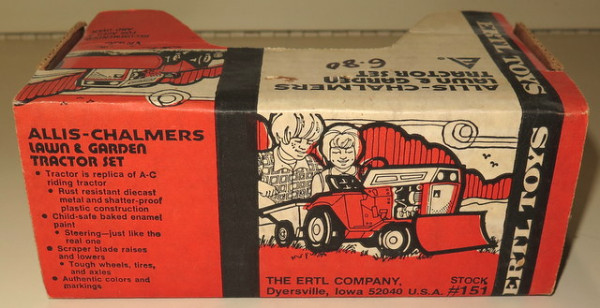 ALLIS-CHALMERS
LAWN & GARDEN
TRACTOR SET
6-80
ERTL TOYS
ALLIS-CHALMERS
LAWN & GARDEN
TRACTOR SET
• Tractor is replica of A-C
riding tractor
• Rust resistant diecast
metal and shatter-proof
plastic construction
• Child-safe baked enamel
paint
• Steering—just like the
real one
• Scraper blade raises
and lowers
• Tough wheels, tires,
and axles
• Authentic colors and
markings
THE ERTL COMPANY,
Dyersville, Iowa 52040 U.S.A.
STOCK
#151
ERTL TOYS